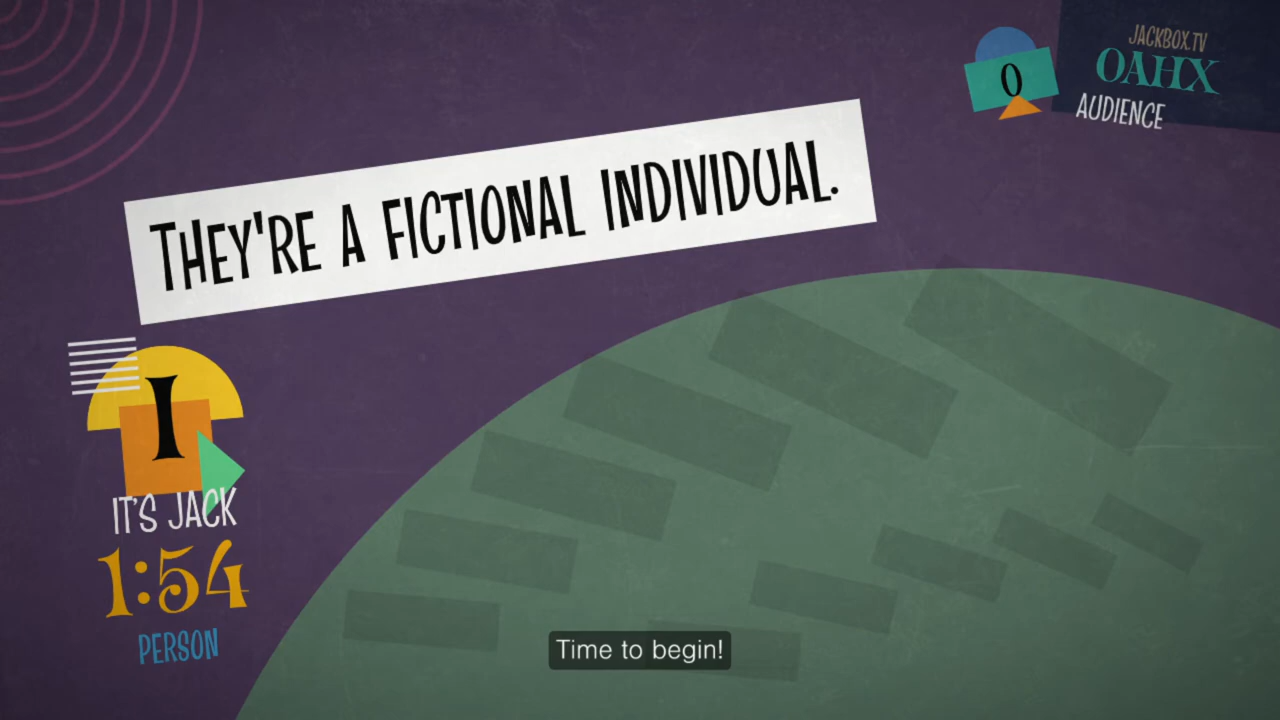 JACKBOX.TV
OAHX
0
AUDIENCE
THEY'RE A FICTIONAL INDIVIDUAL.
I
IT'S JACK
1:54
PERSON
Time to begin!